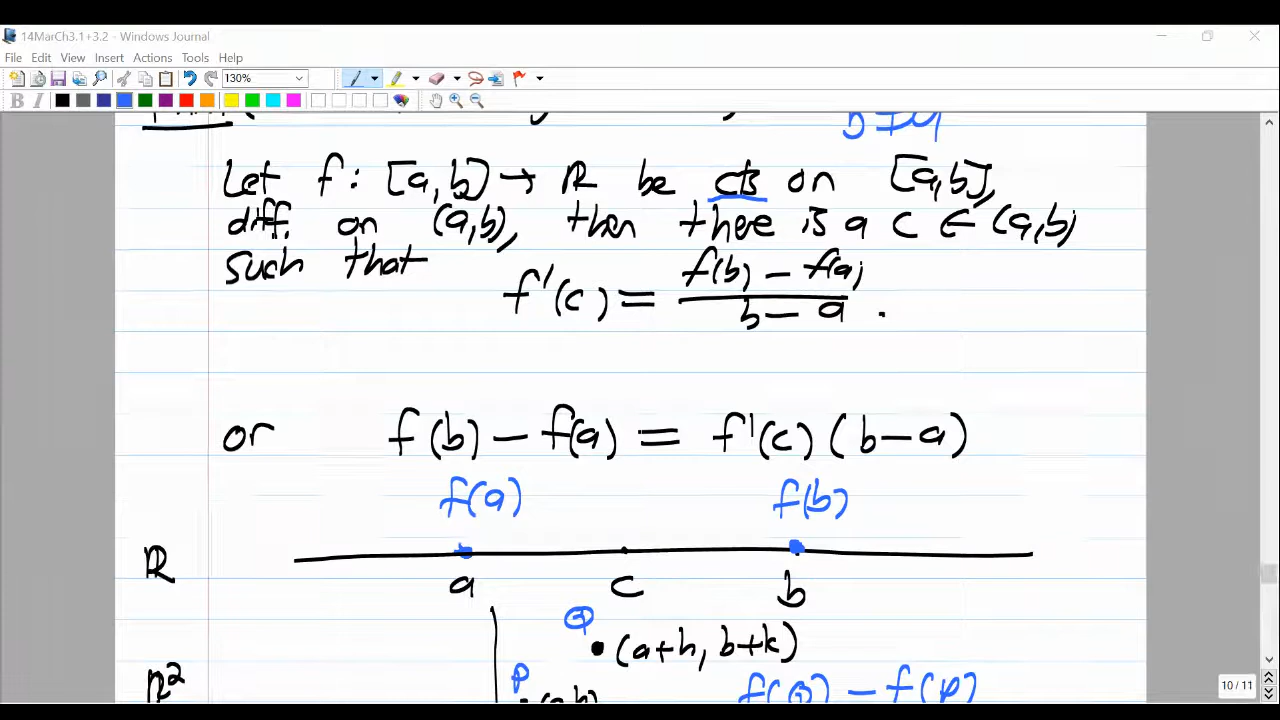 14MarCh3.1+3.2 - Windows Journal
File Edit View Insert Actions Tools Help
130%
B I
Let f: [a,b] → ℝ be cts on [a,b],
diff. on (a,b), then there is a c ∈ (a,b)
such that
f'(c) = f(b) - f(a) / b - a .
or f(b) - f(a) = f'(c) (b - a)
f(a) f(b)
ℝ
a c b
Q
(a+h, b+k)
ℝ²
P
(a,b)
f(Q) - f(P)
10 / 11